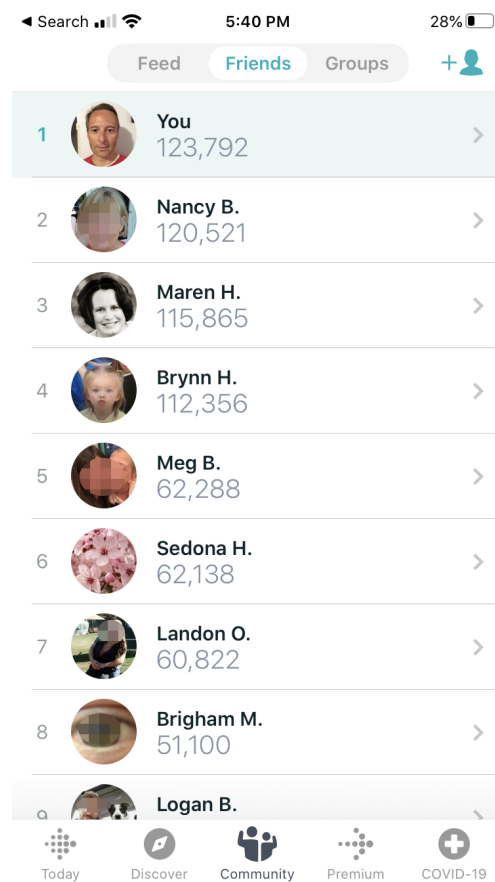 Search 5:40 PM 28%
Feed Friends Groups +
1 You
123,792
2 Nancy B.
120,521
3 Maren H.
115,865
4 Brynn H.
112,356
5 Meg B.
62,288
6 Sedona H.
62,138
7 Landon O.
60,822
8 Brigham M.
51,100
9 Logan B.
Today Discover Community Premium COVID-19